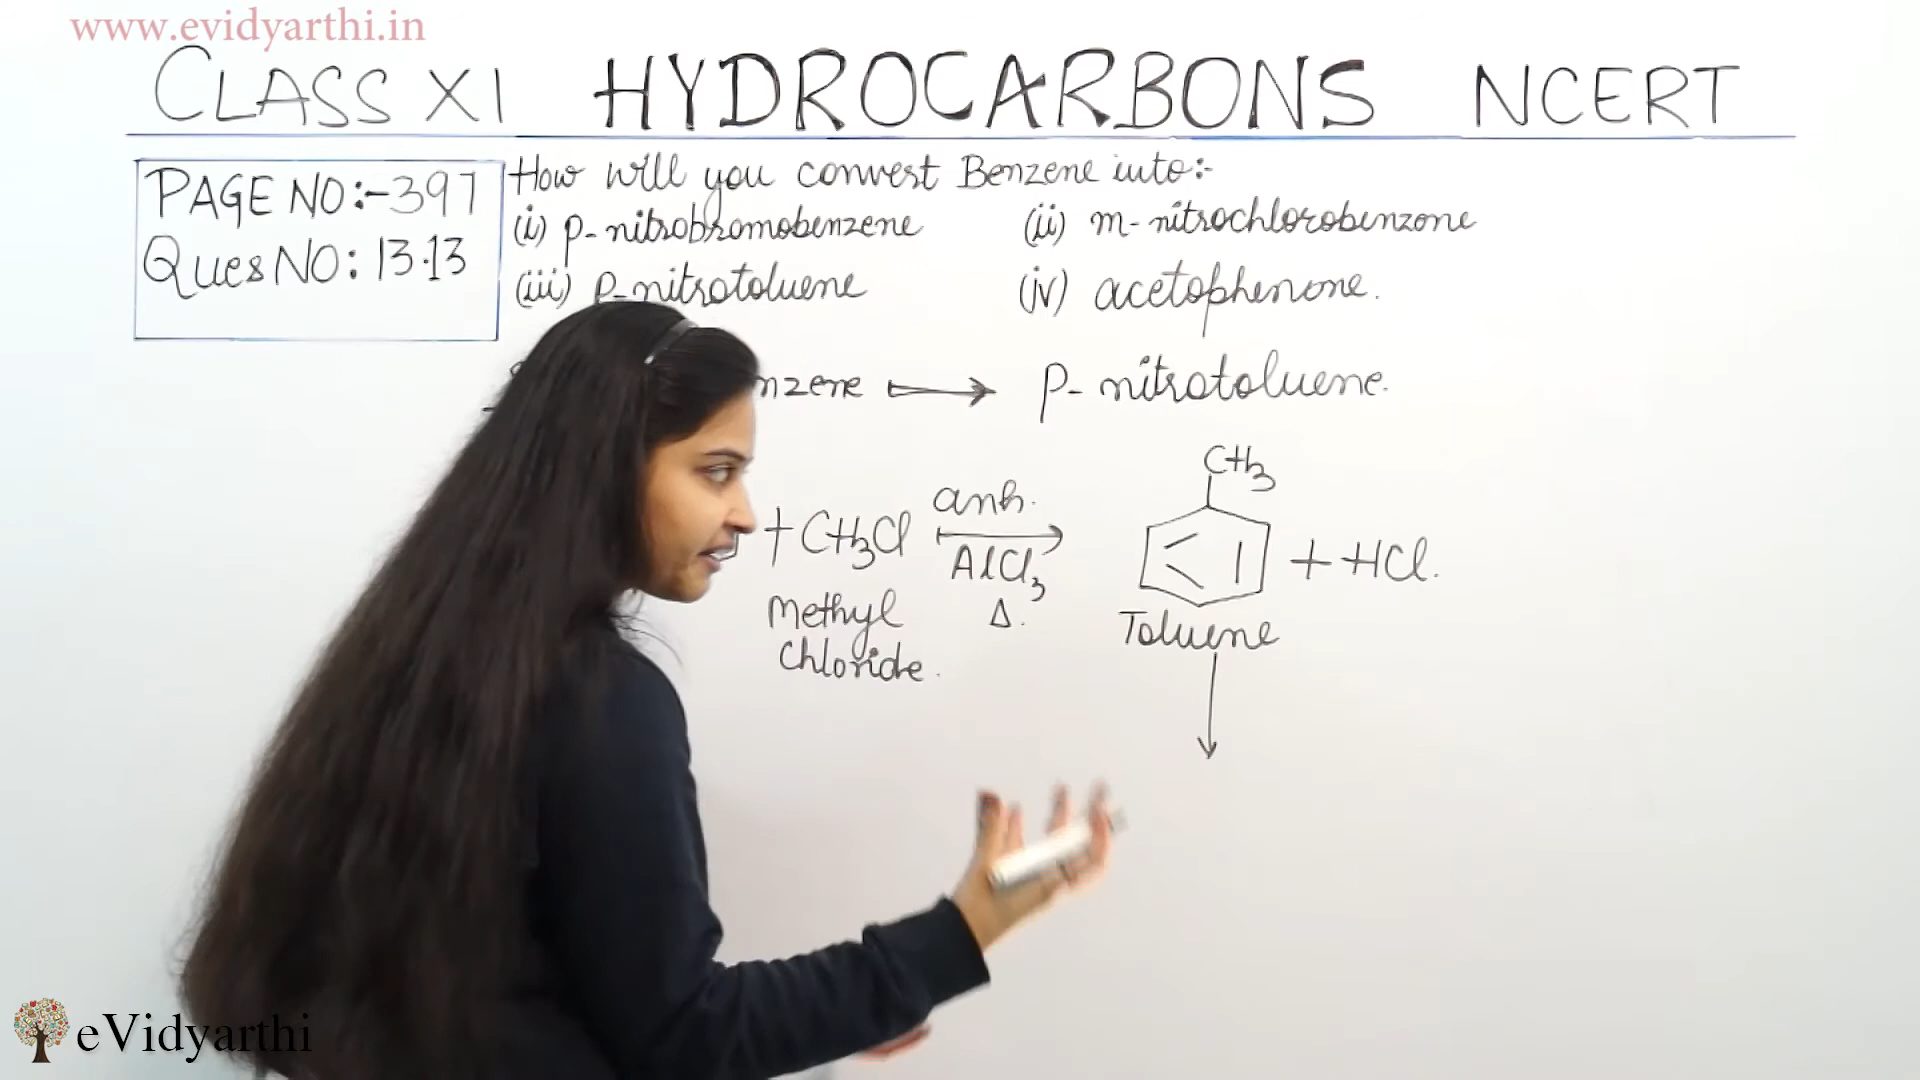 www.evidyarthi.in
CLASS XI HYDROCARBONS NCERT
PAGE NO:-397
Ques NO: 13.13
How will you convert Benzene into:-
(i) p-nitrobromobenzene (ii) m-nitrochlorobenzone
(iii) p-nitrotoluene (iv) acetophenone.
nzene → p-nitrotoluene.
CH3
+ CH3Cl anh. AlCl3 Δ. + HCl.
Methyl
Chloride.
Toluene
eVidyarthi